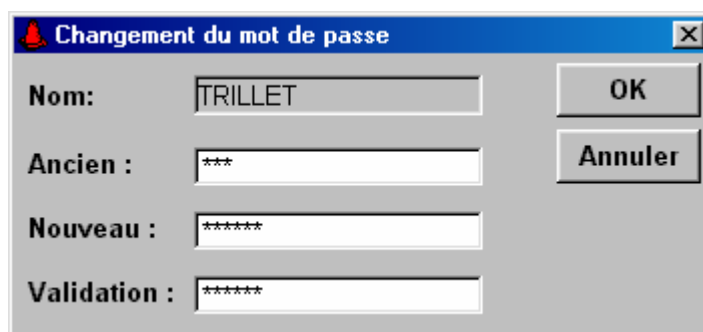 Changement du mot de passe
Nom: TRILLET OK
Ancien : *** Annuler
Nouveau : ******
Validation : ******